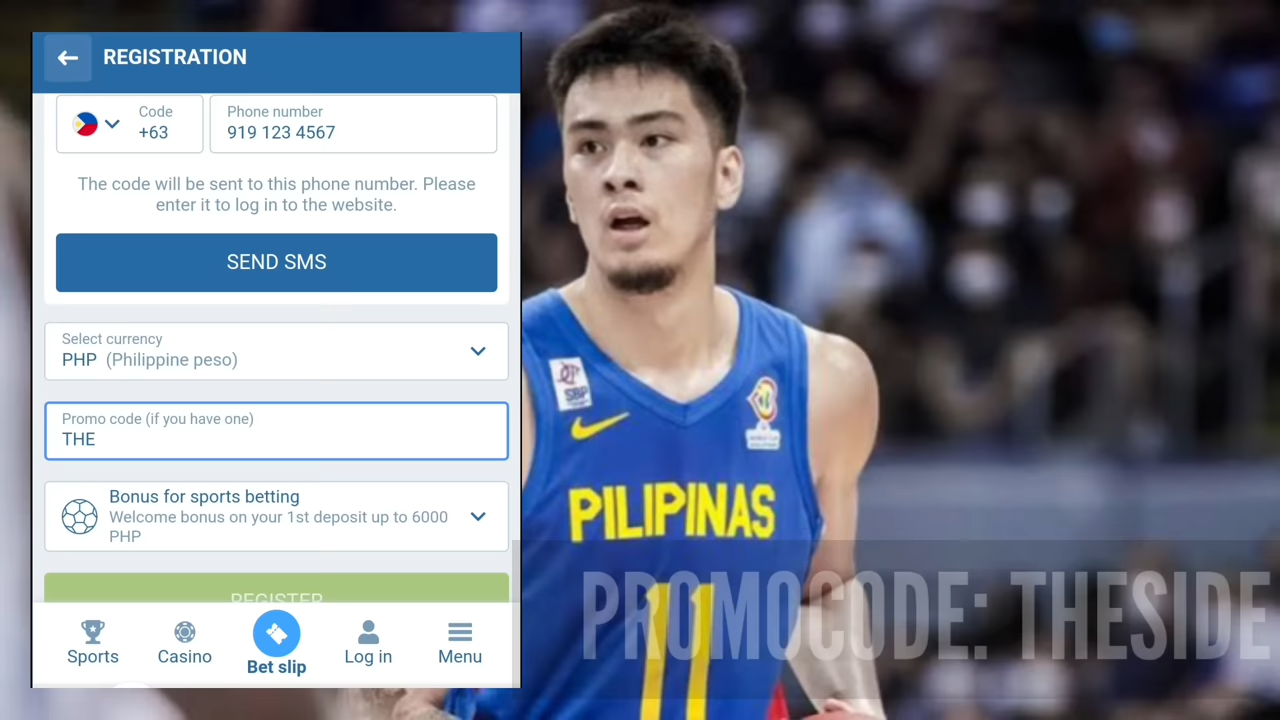 REGISTRATION
Code
+63
Phone number
919 123 4567
The code will be sent to this phone number. Please
enter it to log in to the website.
SEND SMS
Select currency
PHP (Philippine peso)
Promo code (if you have one)
THE
Bonus for sports betting
Welcome bonus on your 1st deposit up to 6000
PHP
REGISTER
Sports
Casino
Bet slip
Log in
Menu
SBP
PILIPINAS
11
PROMOCODE: THESIDE